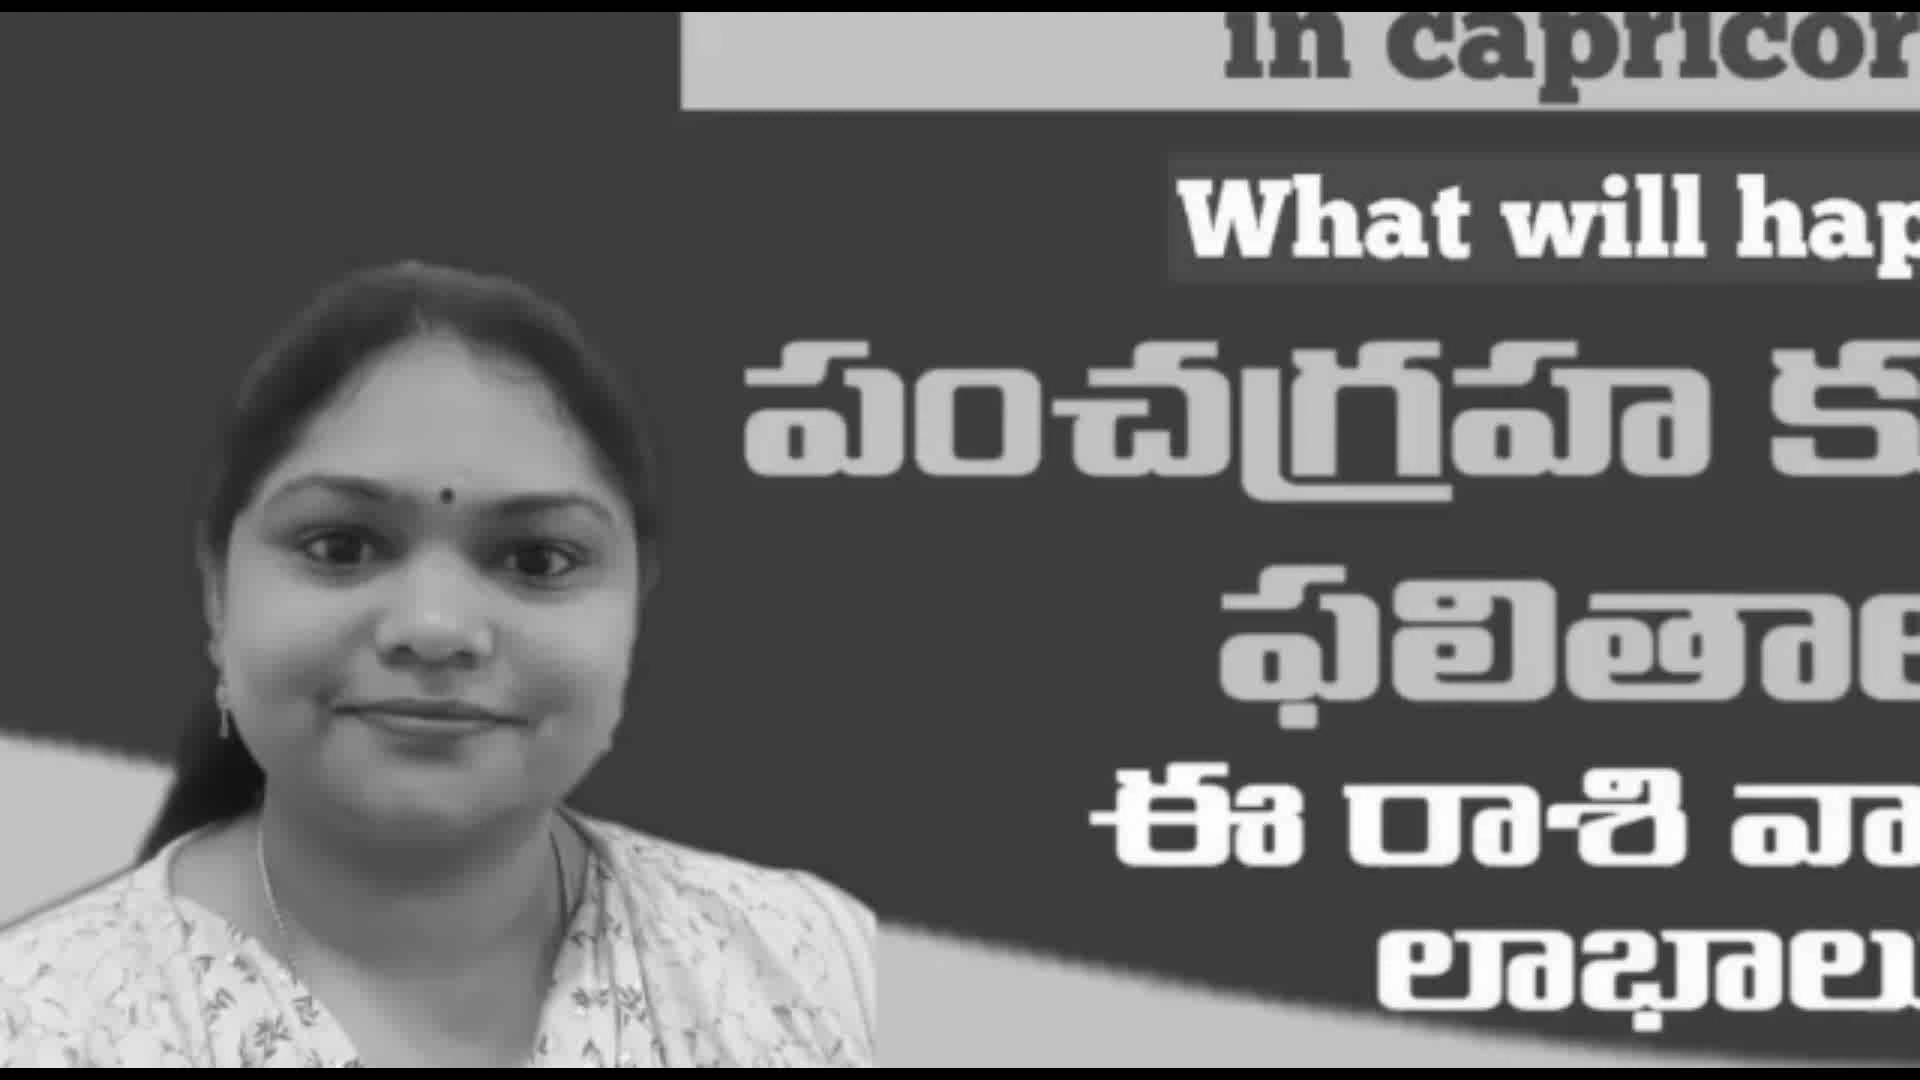 in capricor
What will hap
పంచగ్రహ క
ఫలితాల
ఈ రాశి వా
లాభాలు